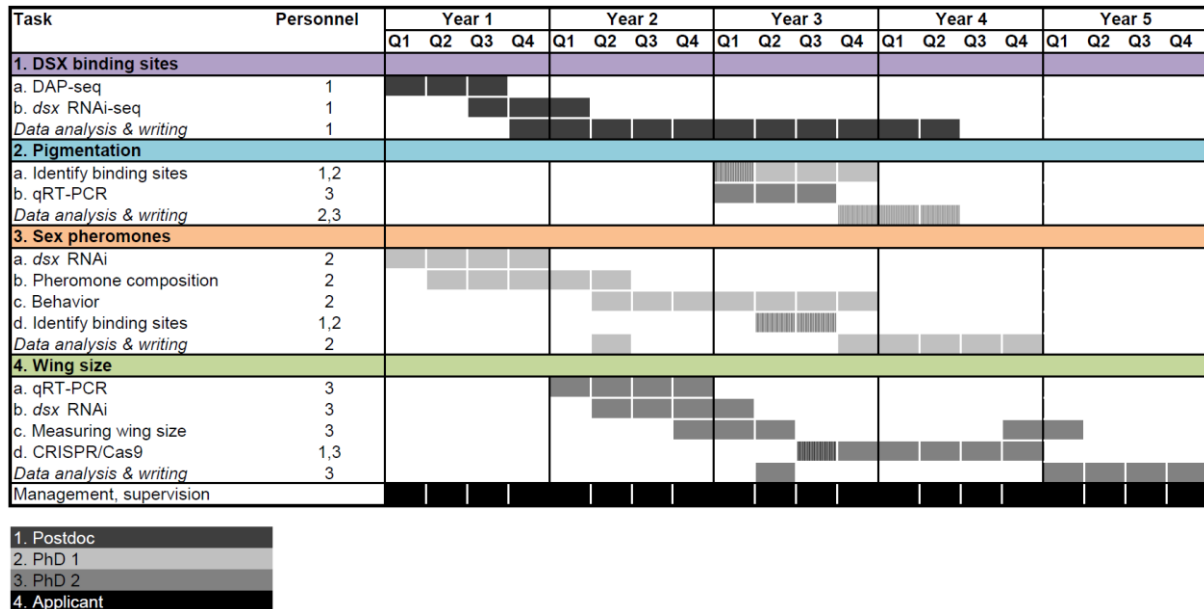 Task Personnel Year 1 Year 2 Year 3 Year 4 Year 5
Q1 Q2 Q3 Q4 Q1 Q2 Q3 Q4 Q1 Q2 Q3 Q4 Q1 Q2 Q3 Q4 Q1 Q2 Q3 Q4
1. DSX binding sites
a. DAP-seq 1
b. dsx RNAi-seq 1
Data analysis & writing 1
2. Pigmentation
a. Identify binding sites 1,2
b. qRT-PCR 3
Data analysis & writing 2,3
3. Sex pheromones
a. dsx RNAi 2
b. Pheromone composition 2
c. Behavior 2
d. Identify binding sites 1,2
Data analysis & writing 2
4. Wing size
a. qRT-PCR 3
b. dsx RNAi 3
c. Measuring wing size 3
d. CRISPR/Cas9 1,3
Data analysis & writing 3
Management, supervision
1. Postdoc
2. PhD 1
3. PhD 2
4. Applicant